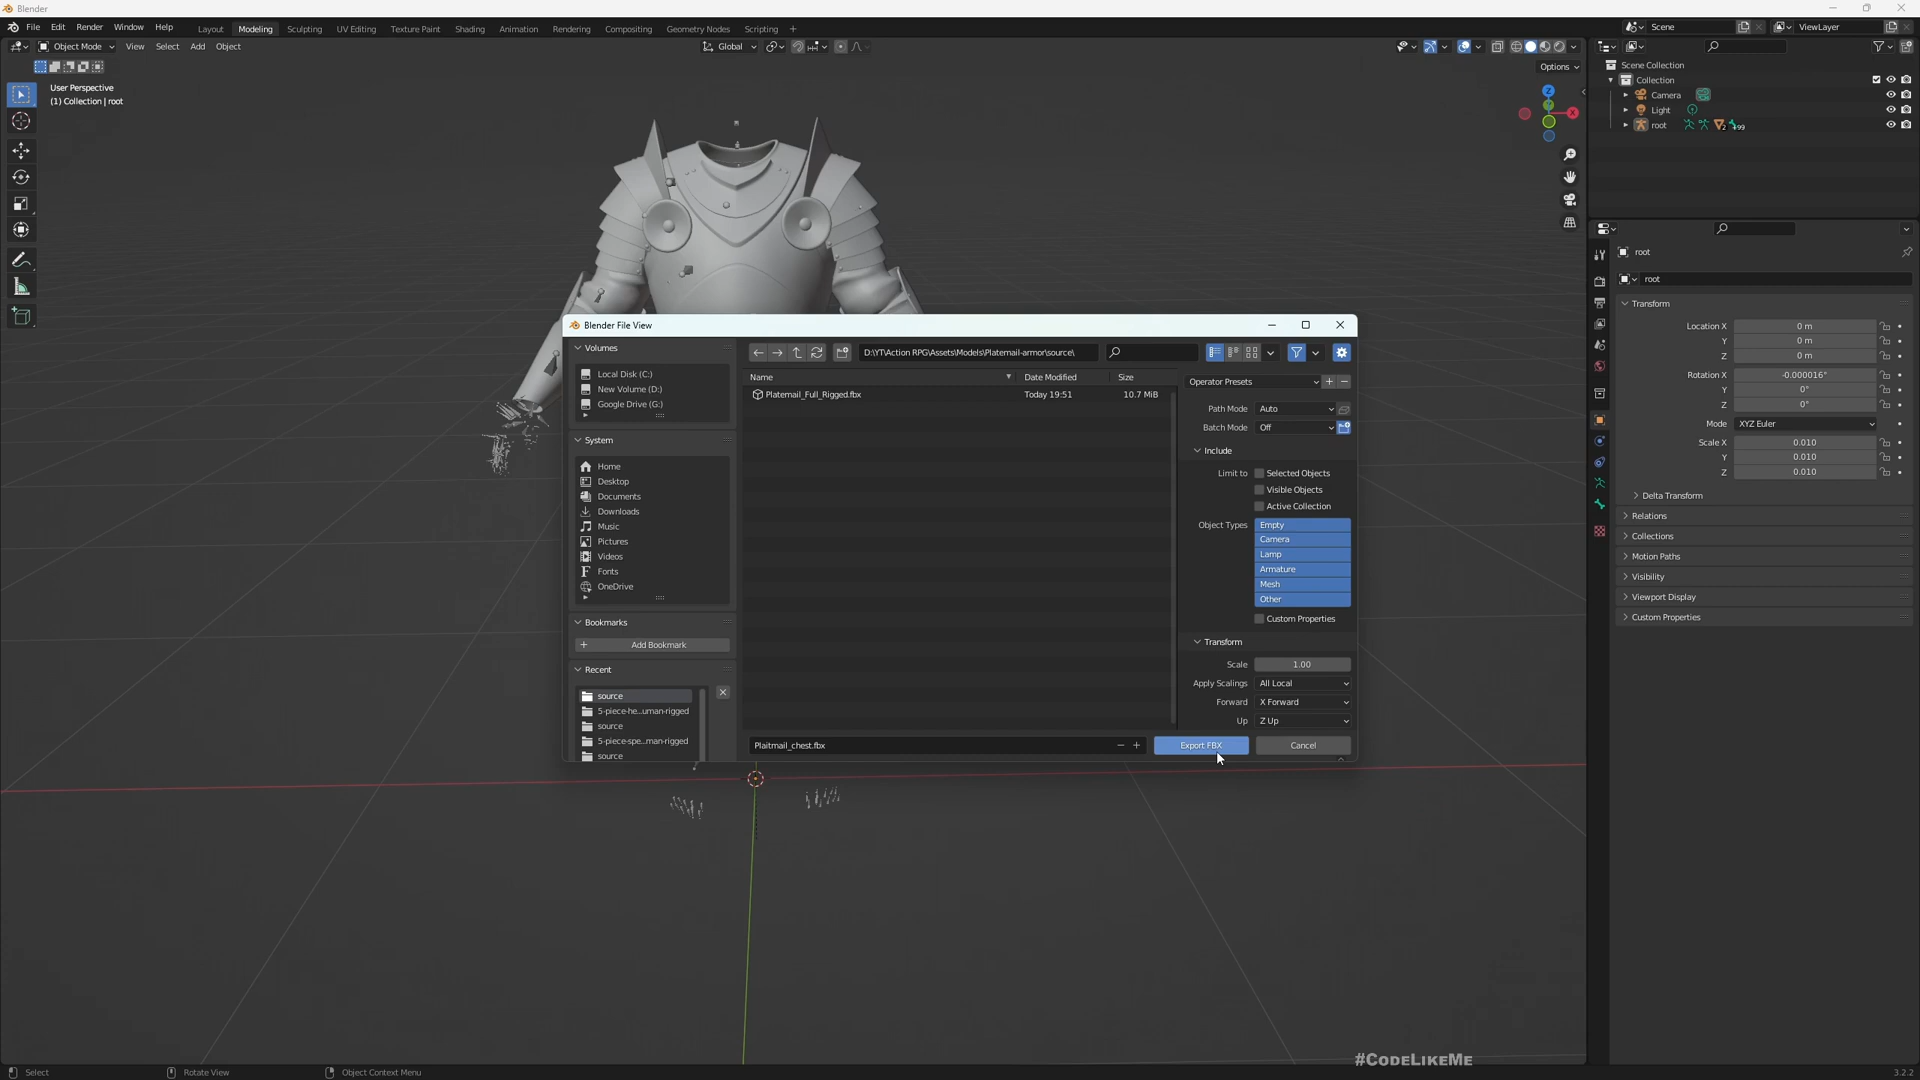 Blender
File Edit Render Window Help
Layout Modeling Sculpting UV Editing Texture Paint Shading Animation Rendering Compositing Geometry Nodes Scripting +
Scene
ViewLayer
Object Mode View Select Add Object
Global
Options
User Perspective
(1) Collection | root
Z
Y
X
Scene Collection
Collection
Camera
Light
root
2
99
root
root
Transform
Location X 0 m
Y 0 m
Z 0 m
Rotation X -0.000016°
Y 0°
Z 0°
Mode XYZ Euler
Scale X 0.010
Y 0.010
Z 0.010
Delta Transform
Relations
Collections
Motion Paths
Visibility
Viewport Display
Custom Properties
Blender File View
Volumes
Local Disk (C:)
New Volume (D:)
Google Drive (G:)
System
Home
Desktop
Documents
Downloads
Music
Pictures
Videos
Fonts
OneDrive
Bookmarks
Add Bookmark
Recent
source
5-piece-he...uman-rigged
source
5-piece-spe...man-rigged
source
D:\YT\Action RPG\Assets\Models\Platemail-armor\source\
Name Date Modified Size
Platemail_Full_Rigged.fbx Today 19:51 10.7 MiB
Operator Presets
Path Mode Auto
Batch Mode Off
Include
Limit to Selected Objects
Visible Objects
Active Collection
Object Types Empty
Camera
Lamp
Armature
Mesh
Other
Custom Properties
Transform
Scale 1.00
Apply Scalings All Local
Forward X Forward
Up Z Up
Plaitmail_chest.fbx
Export FBX
Cancel
#CodeLikeMe
Select Rotate View Object Context Menu
3.2.2